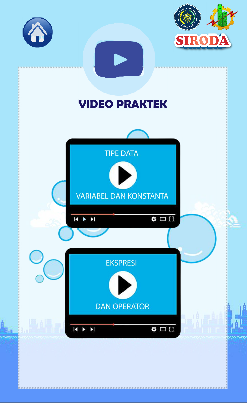 SIRODA
VIDEO PRAKTEK
TIPE DATA
VARIABEL DAN KONSTANTA
EKSPRESI
DAN OPERATOR